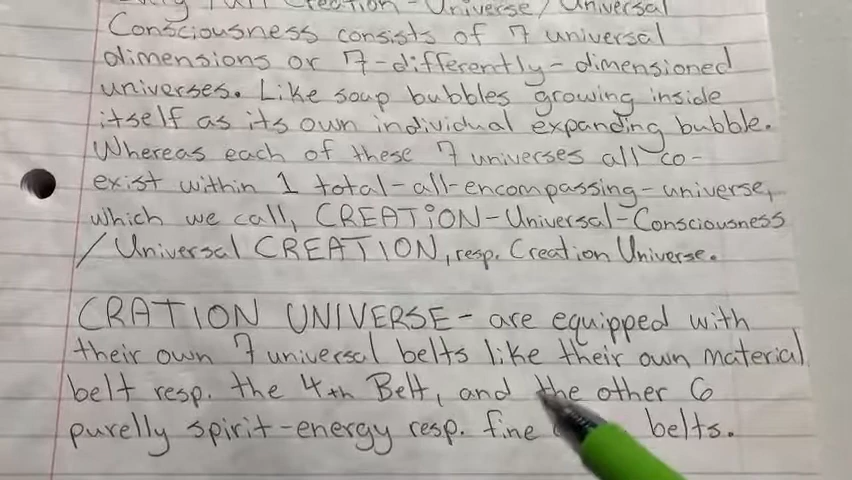 Creation-Universe/Universal
Consciousness consists of 7 universal
dimensions or 7-differently-dimensioned
universes. Like soap bubbles growing inside
itself as its own individual expanding bubble.
Whereas each of these 7 universes all co-
exist within 1 total-all-encompassing-universe,
which we call, CREATiON-Universal-Consciousness
/Universal CREATION, resp. Creation Universe.
CRATION UNIVERSE- are equipped with
their own 7 universal belts like their own material
belt resp. the 4th Belt, and the other 6
purelly spirit-energy resp. fine belts.